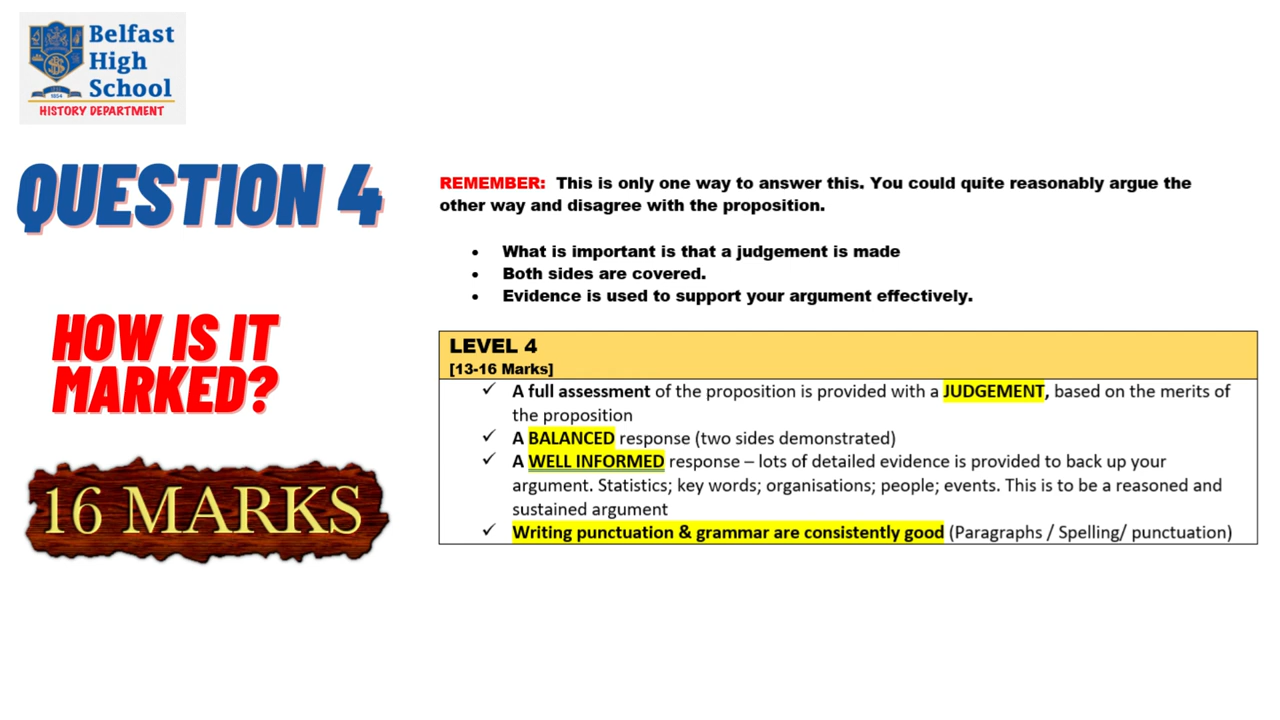 Belfast
High
School
1854
HISTORY DEPARTMENT
QUESTION 4
HOW IS IT
MARKED?
16 MARKS
REMEMBER: This is only one way to answer this. You could quite reasonably argue the
other way and disagree with the proposition.
• What is important is that a judgement is made
• Both sides are covered.
• Evidence is used to support your argument effectively.
LEVEL 4
[13-16 Marks]
✓ A full assessment of the proposition is provided with a JUDGEMENT, based on the merits of
the proposition
✓ A BALANCED response (two sides demonstrated)
✓ A WELL INFORMED response – lots of detailed evidence is provided to back up your
argument. Statistics; key words; organisations; people; events. This is to be a reasoned and
sustained argument
✓ Writing punctuation & grammar are consistently good (Paragraphs / Spelling/ punctuation)